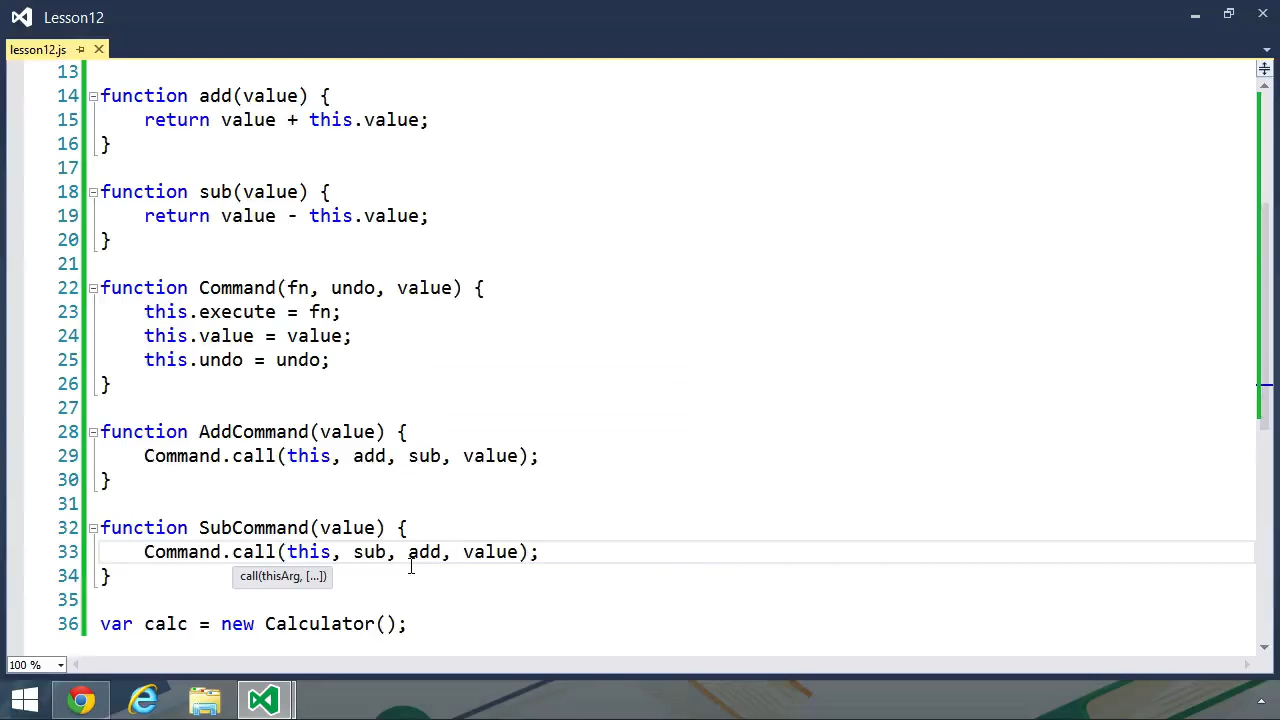 Lesson12
lesson12.js
13
14 function add(value) {
15 return value + this.value;
16 }
17
18 function sub(value) {
19 return value - this.value;
20 }
21
22 function Command(fn, undo, value) {
23 this.execute = fn;
24 this.value = value;
25 this.undo = undo;
26 }
27
28 function AddCommand(value) {
29 Command.call(this, add, sub, value);
30 }
31
32 function SubCommand(value) {
33 Command.call(this, sub, add, value);
34 }
call(thisArg, [...])
35
36 var calc = new Calculator();
100 %